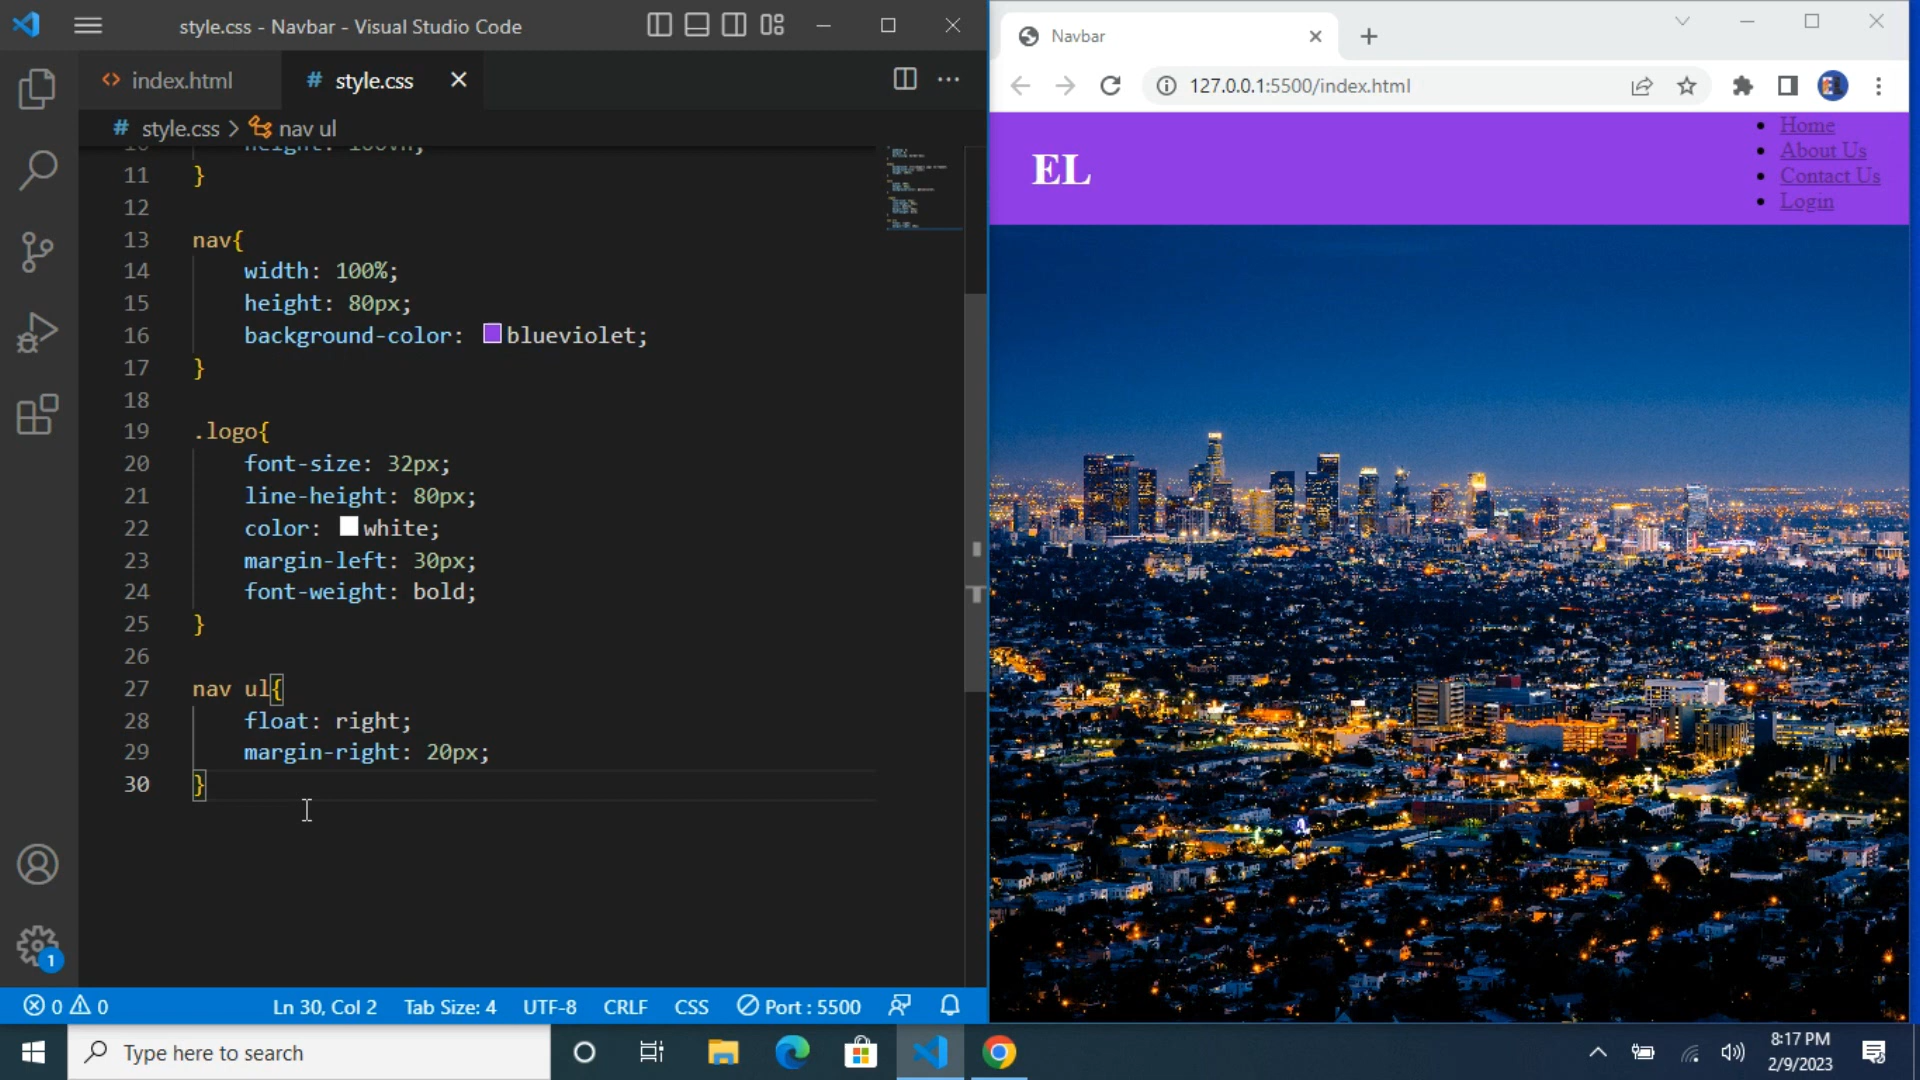 style.css - Navbar - Visual Studio Code
index.html
# style.css
# style.css > nav ul
10 height: 100vh;
11 }
12
13 nav{
14 width: 100%;
15 height: 80px;
16 background-color: blueviolet;
17 }
18
19 .logo{
20 font-size: 32px;
21 line-height: 80px;
22 color: white;
23 margin-left: 30px;
24 font-weight: bold;
25 }
26
27 nav ul{
28 float: right;
29 margin-right: 20px;
30 }
1
0 0
Ln 30, Col 2
Tab Size: 4
UTF-8
CRLF
CSS
Port : 5500
Navbar
127.0.0.1:5500/index.html
EL
Home
About Us
Contact Us
Login
Type here to search
8:17 PM
2/9/2023